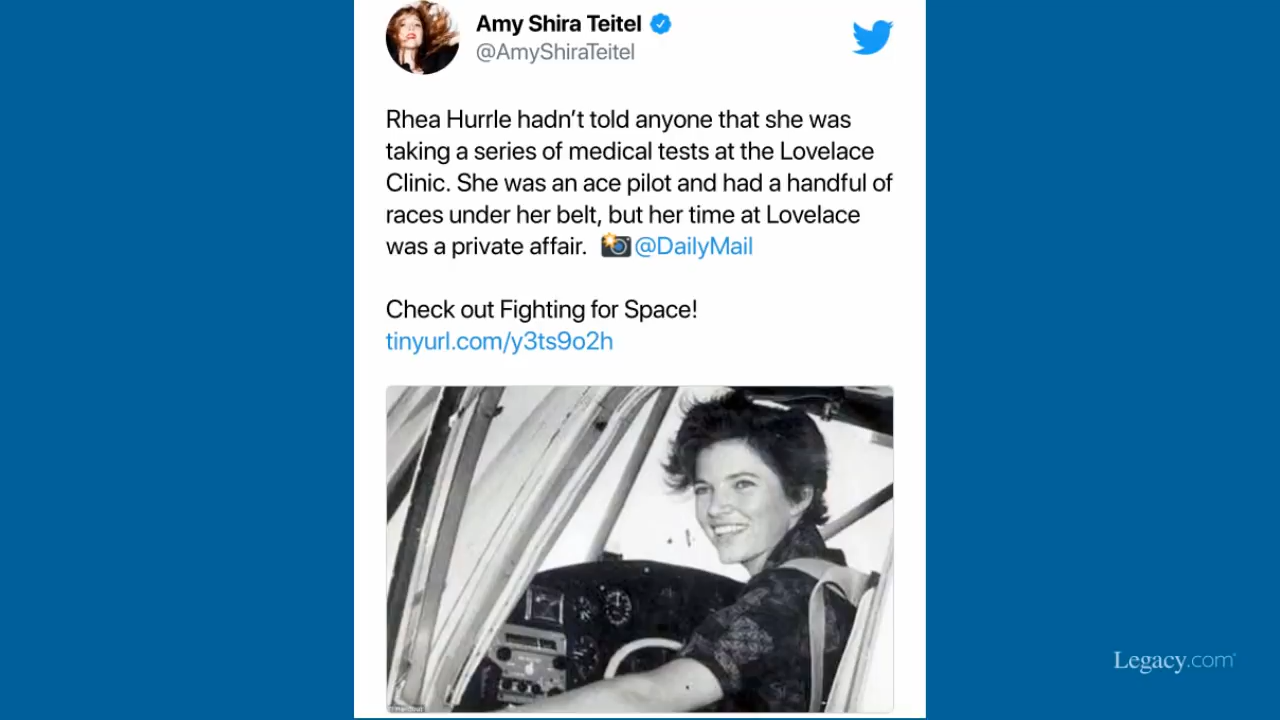 Amy Shira Teitel
@AmyShiraTeitel
Rhea Hurrle hadn’t told anyone that she was
taking a series of medical tests at the Lovelace
Clinic. She was an ace pilot and had a handful of
races under her belt, but her time at Lovelace
was a private affair. 📸@DailyMail
Check out Fighting for Space!
tinyurl.com/y3ts9o2h
Legacy.com